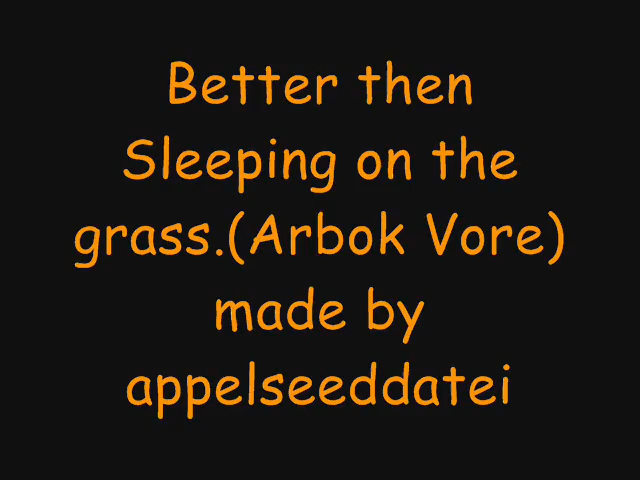 Better then
Sleeping on the
grass.(Arbok Vore)
made by
appelseeddatei